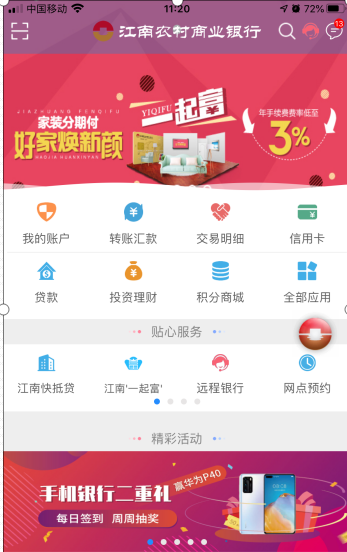 中国移动 11:20 72%
江南农村商业银行 13
JIAZHUANG FENQIFU
家装分期付
好家焕新颜
HAOJIA HUANXINYAN
YIQIFU
一起富
年手续费费率低至
3%
我的账户 转账汇款 交易明细 信用卡
贷款 投资理财 积分商城 全部应用
贴心服务
江南快抵贷 江南'一起富' 远程银行 网点预约
精彩活动
手机银行二重礼 赢华为P40
每日签到 周周抽奖